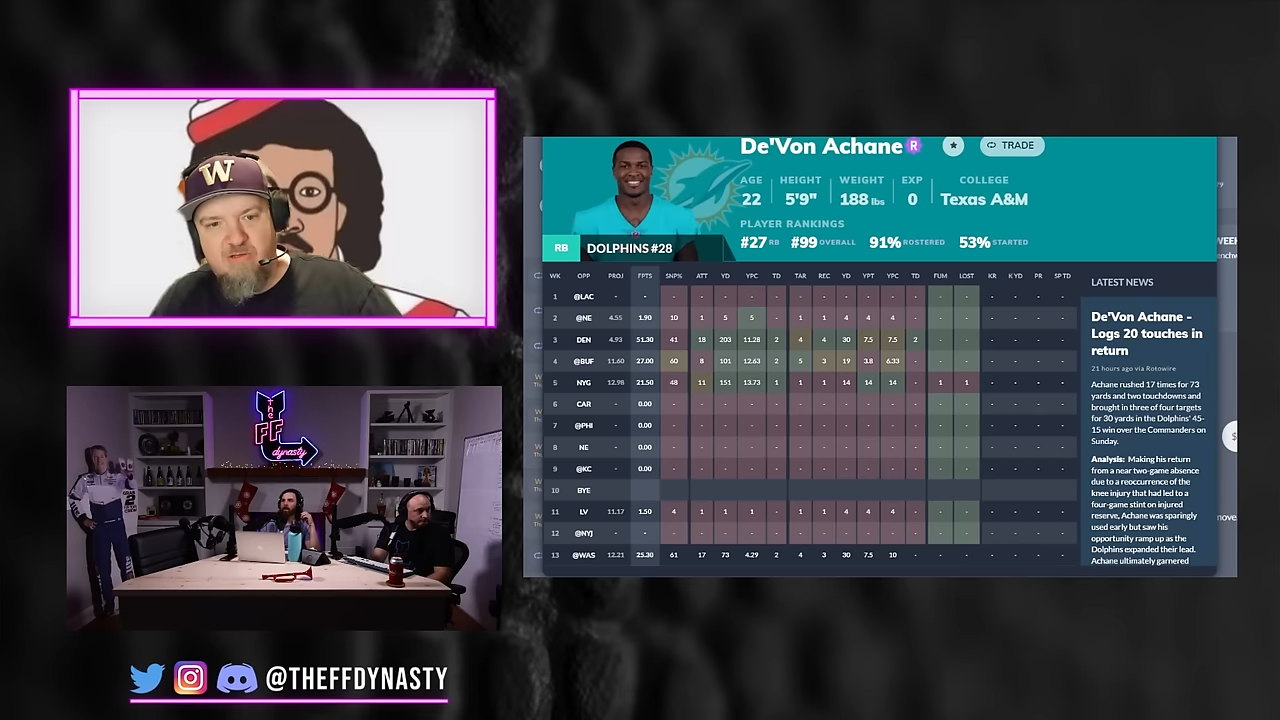 W
the
FF
dynasty
@THEFFDYNASTY
De'Von Achane R
TRADE
AGE HEIGHT WEIGHT EXP COLLEGE
22 5'9" 188 lbs 0 Texas A&M
PLAYER RANKINGS
#27 RB #99 OVERALL 91% ROSTERED 53% STARTED
RB DOLPHINS #28
WK OPP PROJ FPTS SNP% ATT YD YPC TD TAR REC YD YPT YPC TD FUM LOST KR K YD PR SP TD
1 @LAC - - - - - - - - - - - - - - - - - - -
2 @NE 4.55 1.90 10 1 5 5 - 1 1 4 4 4 - - - - - - -
3 DEN 4.93 51.30 41 18 203 11.28 2 4 4 30 7.5 7.5 2 - - - - - -
4 @BUF 11.60 27.00 60 8 101 12.63 2 5 3 19 3.8 6.33 - - - - - - -
5 NYG 12.98 21.50 48 11 151 13.73 1 1 1 14 14 14 - 1 1 - - - -
6 CAR - 0.00 - - - - - - - - - - - - - - - - -
7 @PHI - 0.00 - - - - - - - - - - - - - - - - -
8 NE - 0.00 - - - - - - - - - - - - - - - - -
9 @KC - 0.00 - - - - - - - - - - - - - - - - -
10 BYE
11 LV 11.17 1.50 4 1 1 1 - 1 1 4 4 4 - - - - - - -
12 @NYJ - - - - - - - - - - - - - - - - - - -
13 @WAS 12.21 25.30 61 17 73 4.29 2 4 3 30 7.5 10 - - - - - - -
LATEST NEWS
De'Von Achane -
Logs 20 touches in
return
21 hours ago via Rotowire
Achane rushed 17 times for 73
yards and two touchdowns and
brought in three of four targets
for 30 yards in the Dolphins' 45-
15 win over the Commanders on
Sunday.
Analysis: Making his return
from a near two-game absence
due to a reoccurrence of the
knee injury that had led to a
four-game stint on injured
reserve, Achane was sparingly
used early but saw his
opportunity ramp up as the
Dolphins expanded their lead.
Achane ultimately garnered